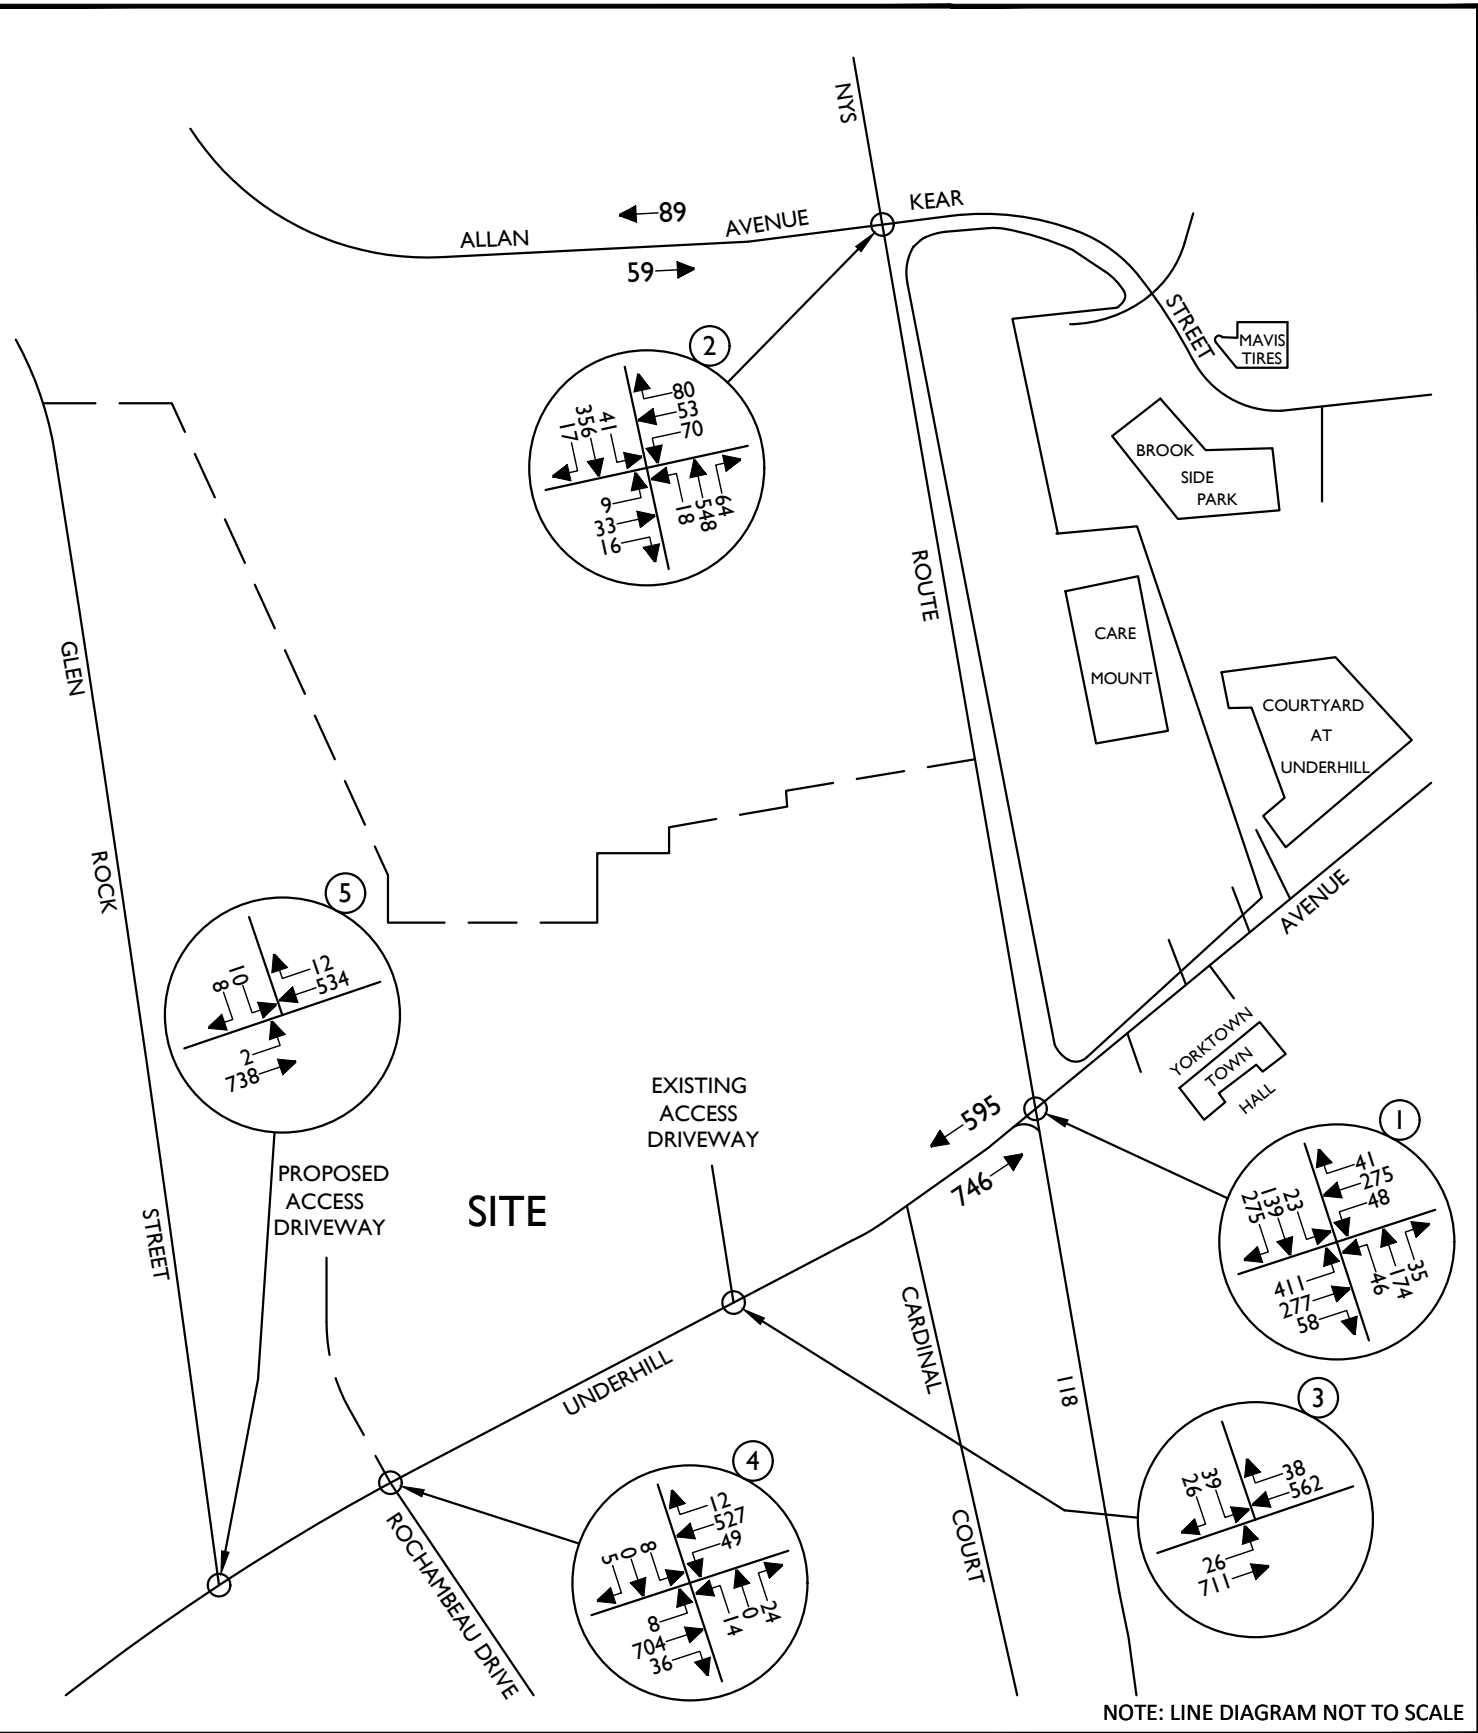 NYS
KEAR
89
AVENUE
ALLAN
59
STREET
MAVIS
TIRES
2
80
53
70
41
356
17
9
33
16
18
548
64
BROOK
SIDE
PARK
ROUTE
CARE
MOUNT
GLEN
COURTYARD
AT
UNDERHILL
ROCK
AVENUE
5
12
534
10
8
2
738
YORKTOWN
TOWN
HALL
EXISTING
ACCESS
DRIVEWAY
595
746
PROPOSED
ACCESS
DRIVEWAY
SITE
STREET
1
41
275
48
23
139
275
411
277
58
46
174
35
CARDINAL
118
UNDERHILL
3
38
562
39
26
26
711
4
12
527
49
8
0
5
8
704
36
14
0
24
COURT
ROCHAMBEAU DRIVE
NOTE: LINE DIAGRAM NOT TO SCALE